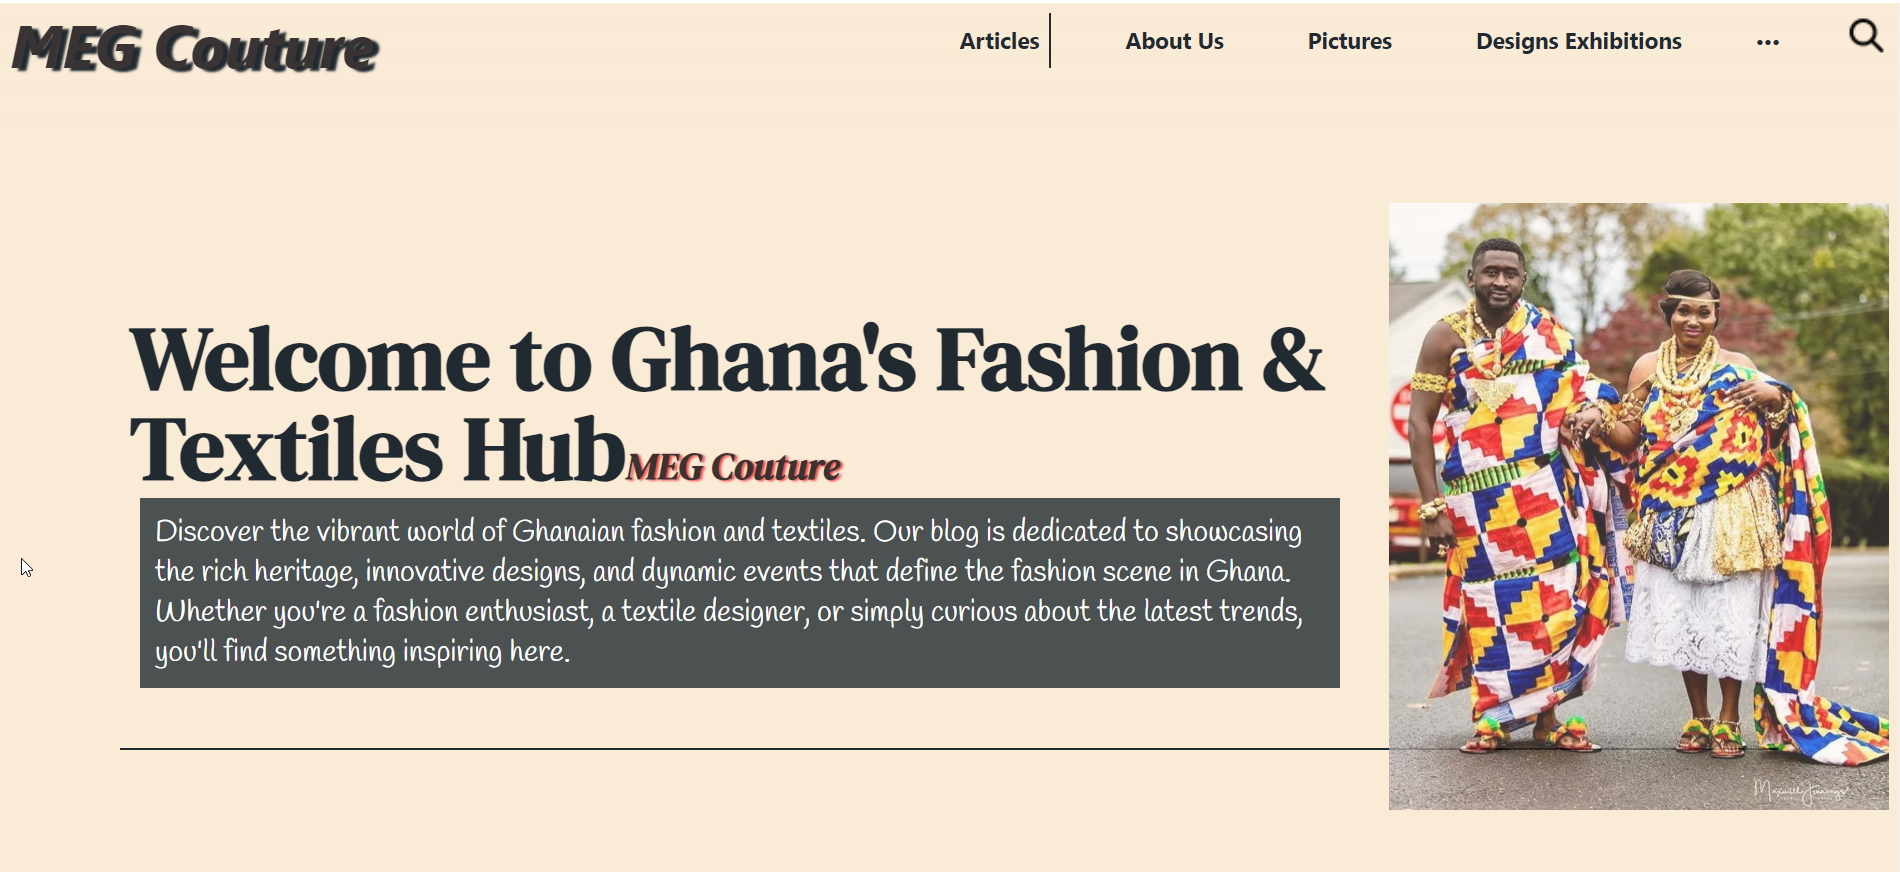 MEG Couture
Articles About Us Pictures Designs Exhibitions ...
Welcome to Ghana's Fashion &
Textiles Hub MEG Couture
Discover the vibrant world of Ghanaian fashion and textiles. Our blog is dedicated to showcasing
the rich heritage, innovative designs, and dynamic events that define the fashion scene in Ghana.
Whether you're a fashion enthusiast, a textile designer, or simply curious about the latest trends,
you'll find something inspiring here.